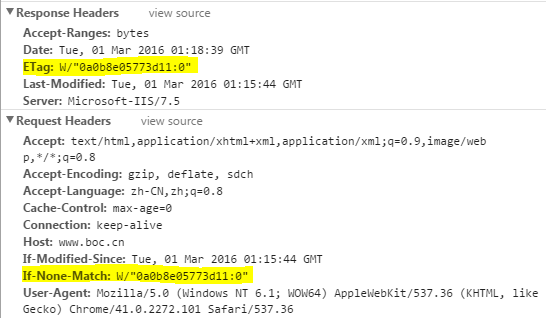 ▼ Response Headers view source
Accept-Ranges: bytes
Date: Tue, 01 Mar 2016 01:18:39 GMT
ETag: W/"0a0b8e05773d11:0"
Last-Modified: Tue, 01 Mar 2016 01:15:44 GMT
Server: Microsoft-IIS/7.5
▼ Request Headers view source
Accept: text/html,application/xhtml+xml,application/xml;q=0.9,image/web
p,*/*;q=0.8
Accept-Encoding: gzip, deflate, sdch
Accept-Language: zh-CN,zh;q=0.8
Cache-Control: max-age=0
Connection: keep-alive
Host: www.boc.cn
If-Modified-Since: Tue, 01 Mar 2016 01:15:44 GMT
If-None-Match: W/"0a0b8e05773d11:0"
User-Agent: Mozilla/5.0 (Windows NT 6.1; WOW64) AppleWebKit/537.36 (KHTML, like
Gecko) Chrome/41.0.2272.101 Safari/537.36